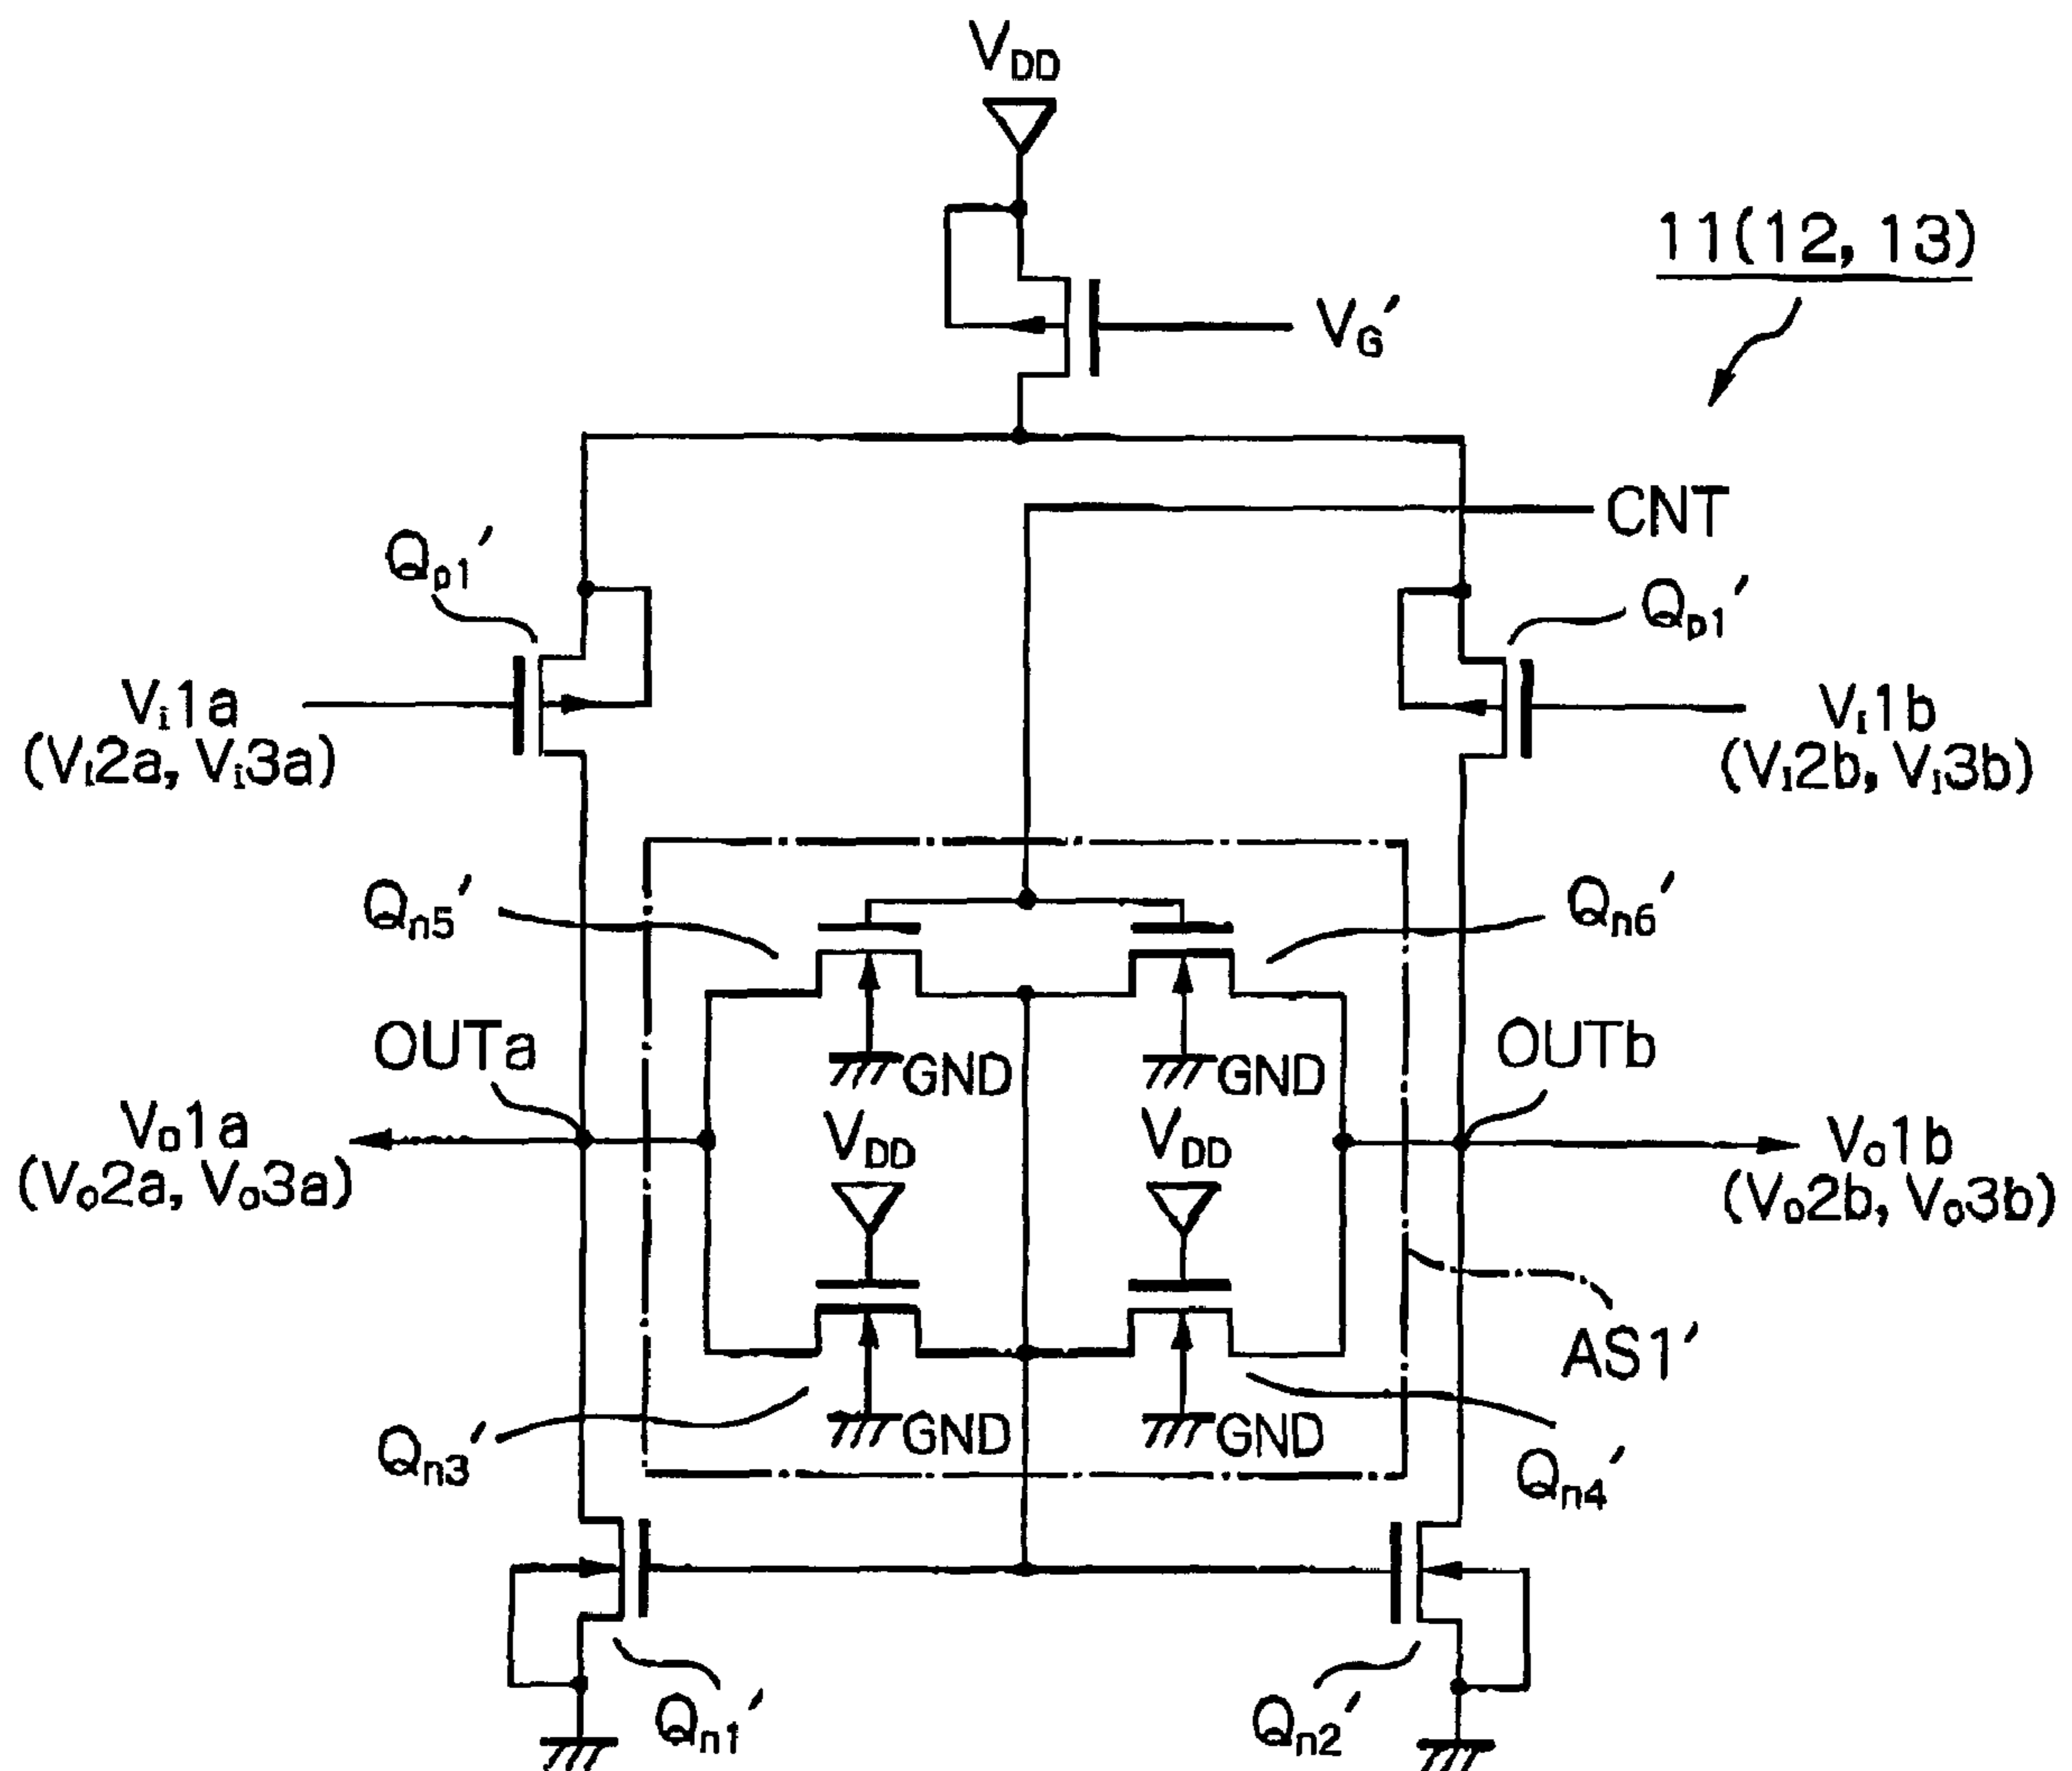 VDD
11(12, 13)
VG'
CNT
Qp1'
Qp1'
Vi1a
(Vi2a, Vi3a)
Vi1b
(Vi2b, Vi3b)
Qn5'
Qn6'
OUTa
GND
GND
OUTb
Vo1a
(Vo2a, Vo3a)
VDD
VDD
Vo1b
(Vo2b, Vo3b)
AS1'
Qn3'
GND
GND
Qn4'
Qn1'
Qn2'